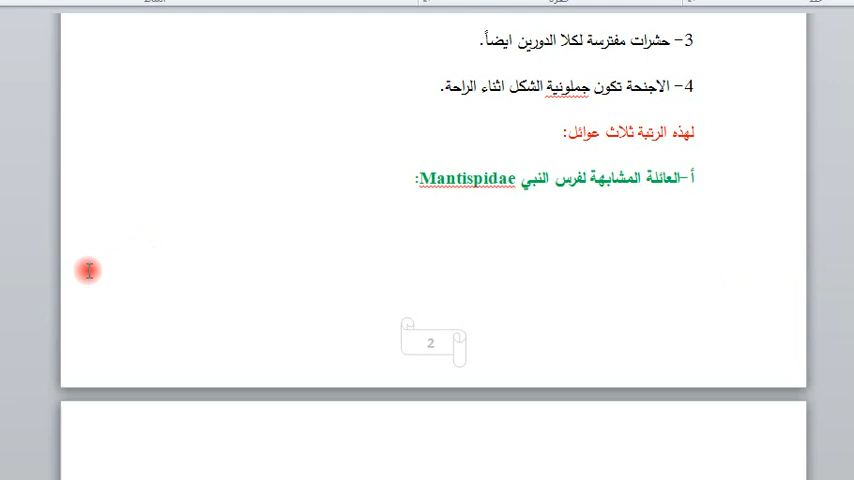 3- حشرات مفترسة لكلا الدورين ايضاً.
4- الاجنحة تكون جملونية الشكل اثناء الراحة.
لهذه الرتبة ثلاث عوائل:
أ-العائلة المشابهة لفرس النبي Mantispidae:
2